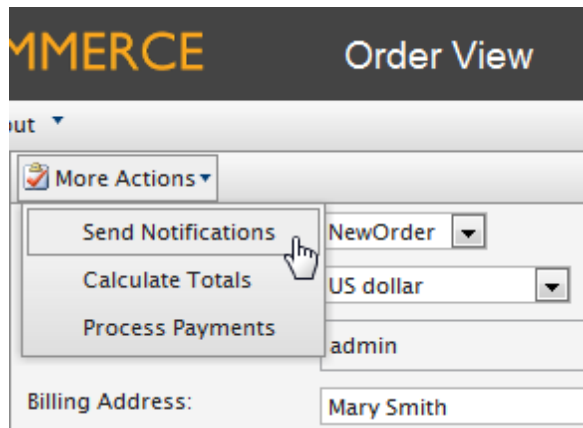 MMERCE Order View
out
More Actions
Send Notifications NewOrder
Calculate Totals US dollar
Process Payments
admin
Billing Address: Mary Smith